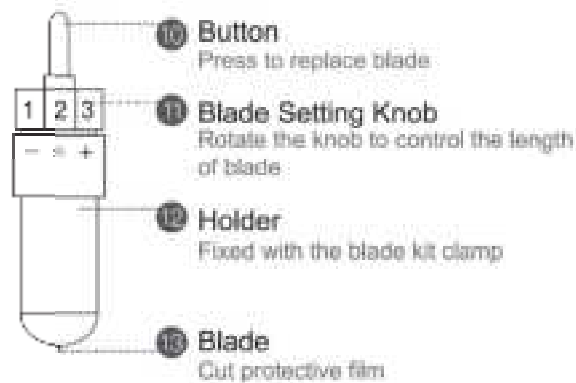 10 Button
Press to replace blade
1 2 3
11 Blade Setting Knob
Rotate the knob to control the length
of blade
- = +
12 Holder
Fixed with the blade kit clamp
13 Blade
Cut protective film